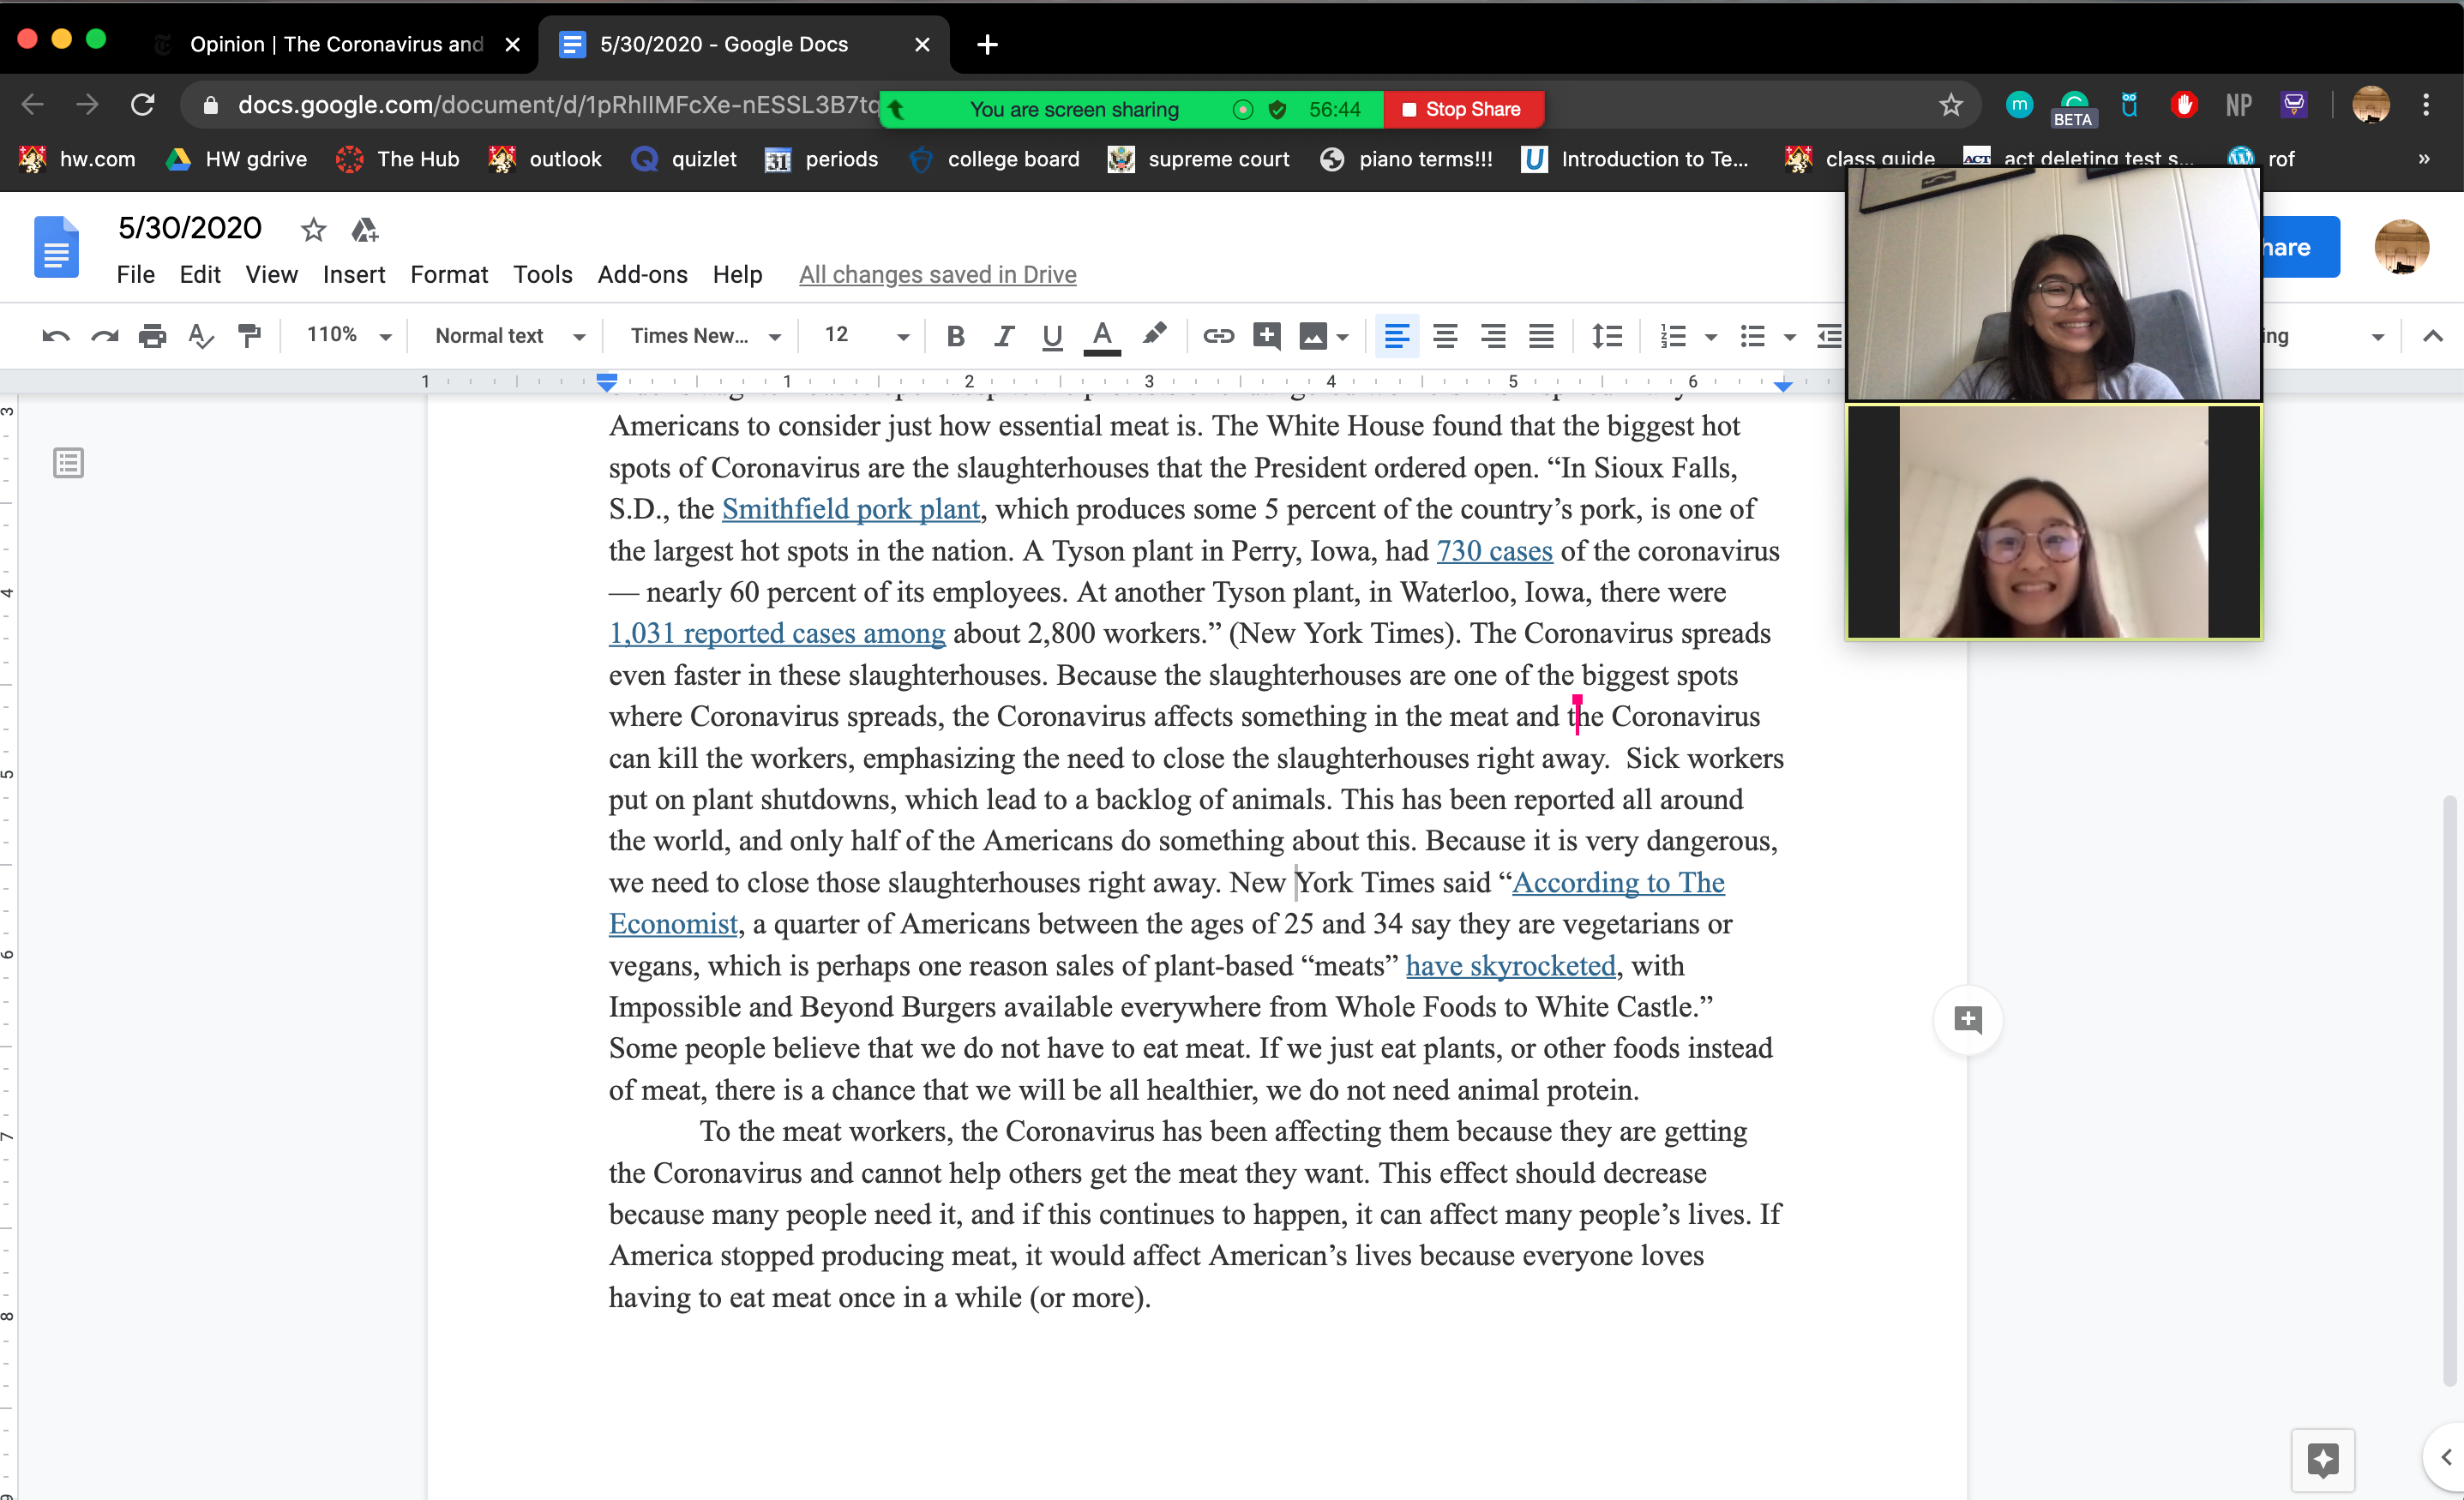 Opinion | The Coronavirus and
5/30/2020 - Google Docs
docs.google.com/document/d/1pRhIIMFcXe-nESSL3B7tq
You are screen sharing 56:44 Stop Share
m BETA NP
hw.com HW gdrive The Hub outlook quizlet 31 periods college board supreme court piano terms!!! U Introduction to Te... class guide ACT act deleting test s... rof »
5/30/2020
hare
File Edit View Insert Format Tools Add-ons Help All changes saved in Drive
110% Normal text Times New... 12 B I U A ing
1 1 2 3 4 5 6
Americans to consider just how essential meat is. The White House found that the biggest hot
spots of Coronavirus are the slaughterhouses that the President ordered open. “In Sioux Falls,
S.D., the Smithfield pork plant, which produces some 5 percent of the country’s pork, is one of
the largest hot spots in the nation. A Tyson plant in Perry, Iowa, had 730 cases of the coronavirus
— nearly 60 percent of its employees. At another Tyson plant, in Waterloo, Iowa, there were
1,031 reported cases among about 2,800 workers.” (New York Times). The Coronavirus spreads
even faster in these slaughterhouses. Because the slaughterhouses are one of the biggest spots
where Coronavirus spreads, the Coronavirus affects something in the meat and the Coronavirus
can kill the workers, emphasizing the need to close the slaughterhouses right away.  Sick workers
put on plant shutdowns, which lead to a backlog of animals. This has been reported all around
the world, and only half of the Americans do something about this. Because it is very dangerous,
we need to close those slaughterhouses right away. New York Times said “According to The
Economist, a quarter of Americans between the ages of 25 and 34 say they are vegetarians or
vegans, which is perhaps one reason sales of plant-based “meats” have skyrocketed, with
Impossible and Beyond Burgers available everywhere from Whole Foods to White Castle.”
Some people believe that we do not have to eat meat. If we just eat plants, or other foods instead
of meat, there is a chance that we will be all healthier, we do not need animal protein.
To the meat workers, the Coronavirus has been affecting them because they are getting
the Coronavirus and cannot help others get the meat they want. This effect should decrease
because many people need it, and if this continues to happen, it can affect many people’s lives. If
America stopped producing meat, it would affect American’s lives because everyone loves
having to eat meat once in a while (or more).
3
4
5
6
7
8